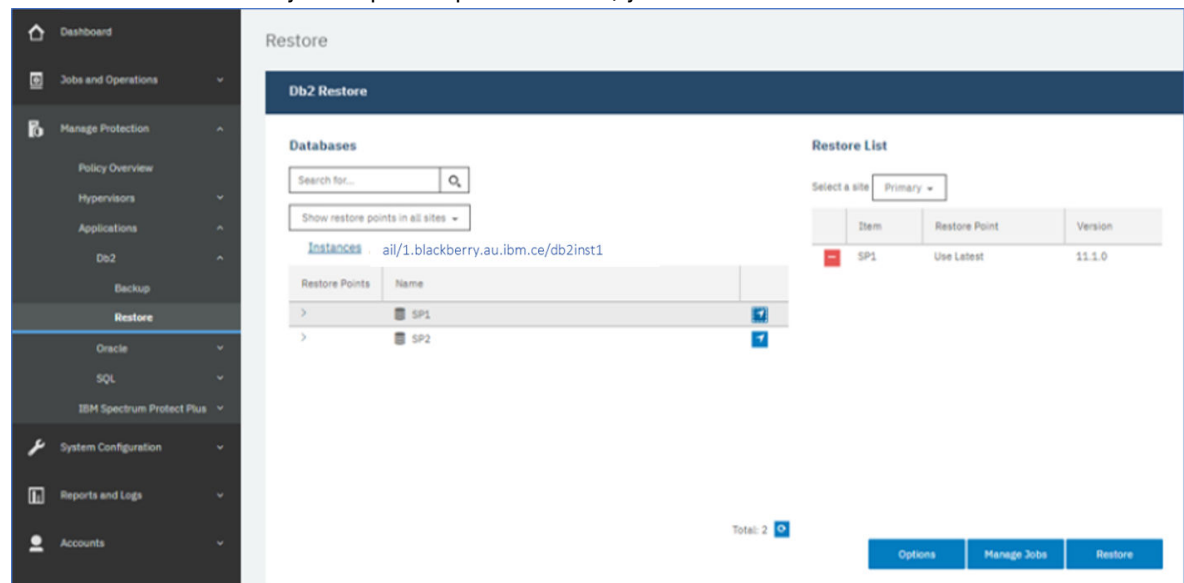 Dashboard
Jobs and Operations
Manage Protection
Policy Overview
Hypervisors
Applications
Db2
Backup
Restore
Oracle
SQL
IBM Spectrum Protect Plus
System Configuration
Reports and Logs
Accounts
Restore
Db2 Restore
Databases
Search for...
Show restore points in all sites
Instances ail/1.blackberry.au.ibm.ce/db2inst1
Restore Points Name
SP1
SP2
Total: 2
Restore List
Select a site Primary
Item Restore Point Version
SP1 Use Latest 11.1.0
Options Manage Jobs Restore